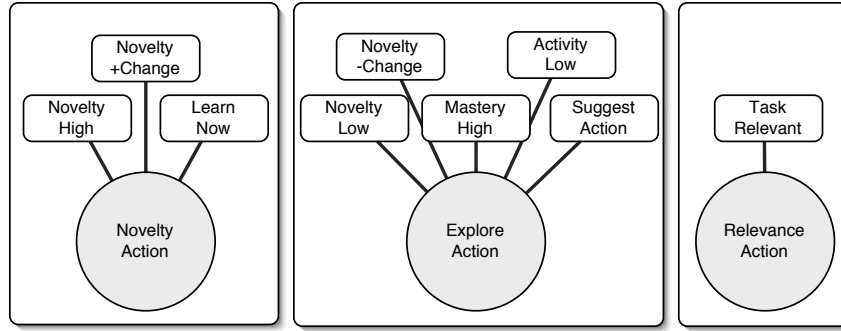 Novelty
+Change
Novelty
High
Learn
Now
Novelty
Action
Novelty
-Change
Activity
Low
Novelty
Low
Mastery
High
Suggest
Action
Explore
Action
Task
Relevant
Relevance
Action